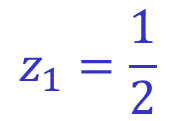 z₁ = 1/2